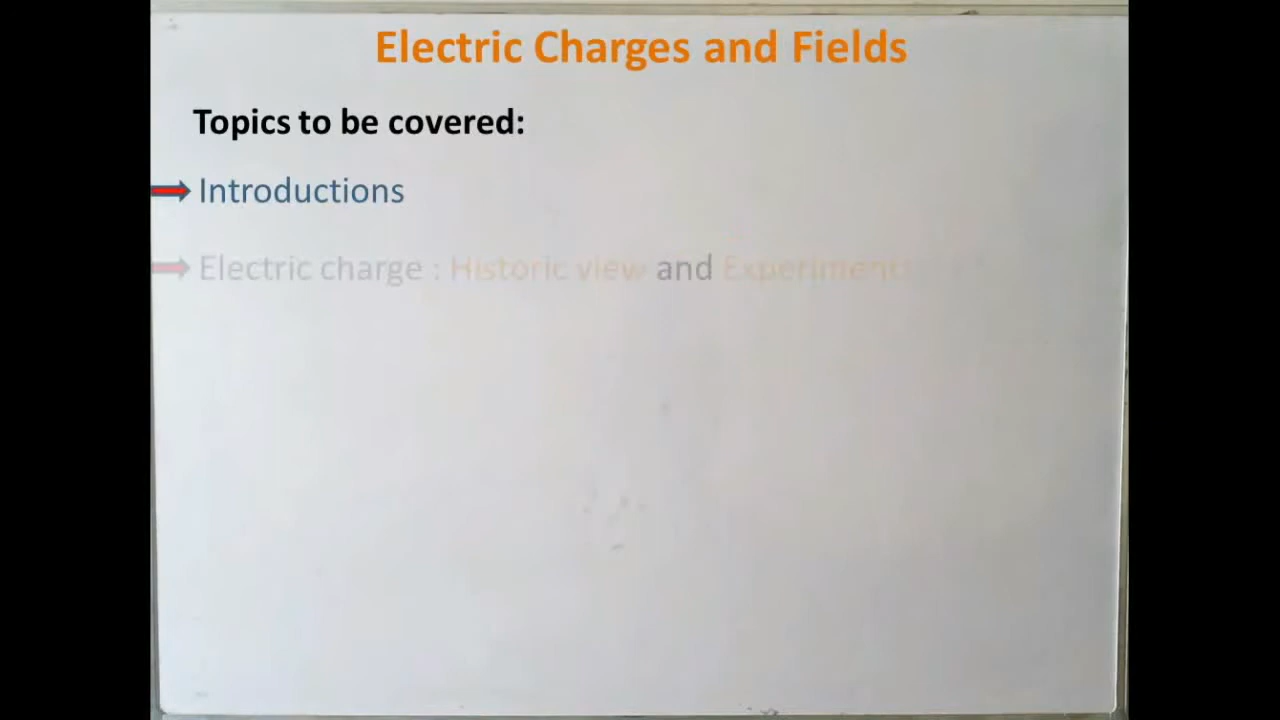 Electric Charges and Fields
Topics to be covered:
Introductions
Electric charge : Historic view and Experiments